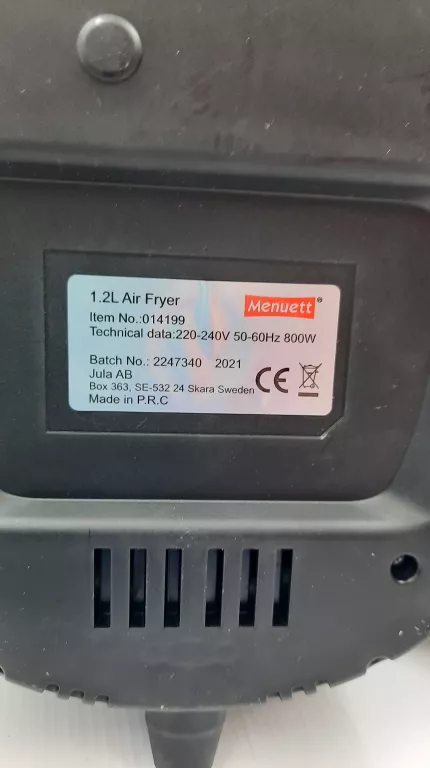 1.2L Air Fryer
Menuett®
Item No.:014199
Technical data:220-240V 50-60Hz 800W
Batch No.: 2247340 2021
Jula AB
Box 363, SE-532 24 Skara Sweden
CE
Made in P.R.C